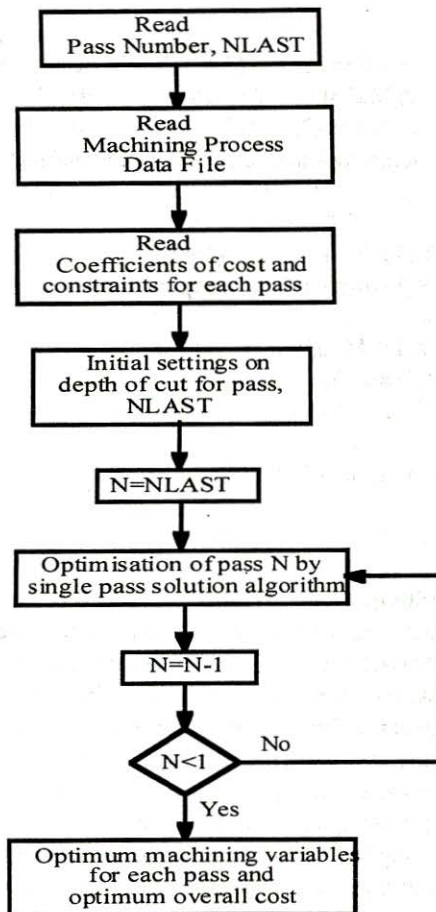 Read
Pass Number, NLAST
Read
Machining Process
Data File
Read
Coefficients of cost and
constraints for each pass
Initial settings on
depth of cut for pass,
NLAST
N=NLAST
Optimisation of pass N by
single pass solution algorithm
N=N-1
N<1
No
Yes
Optimum machining variables
for each pass and
optimum overall cost